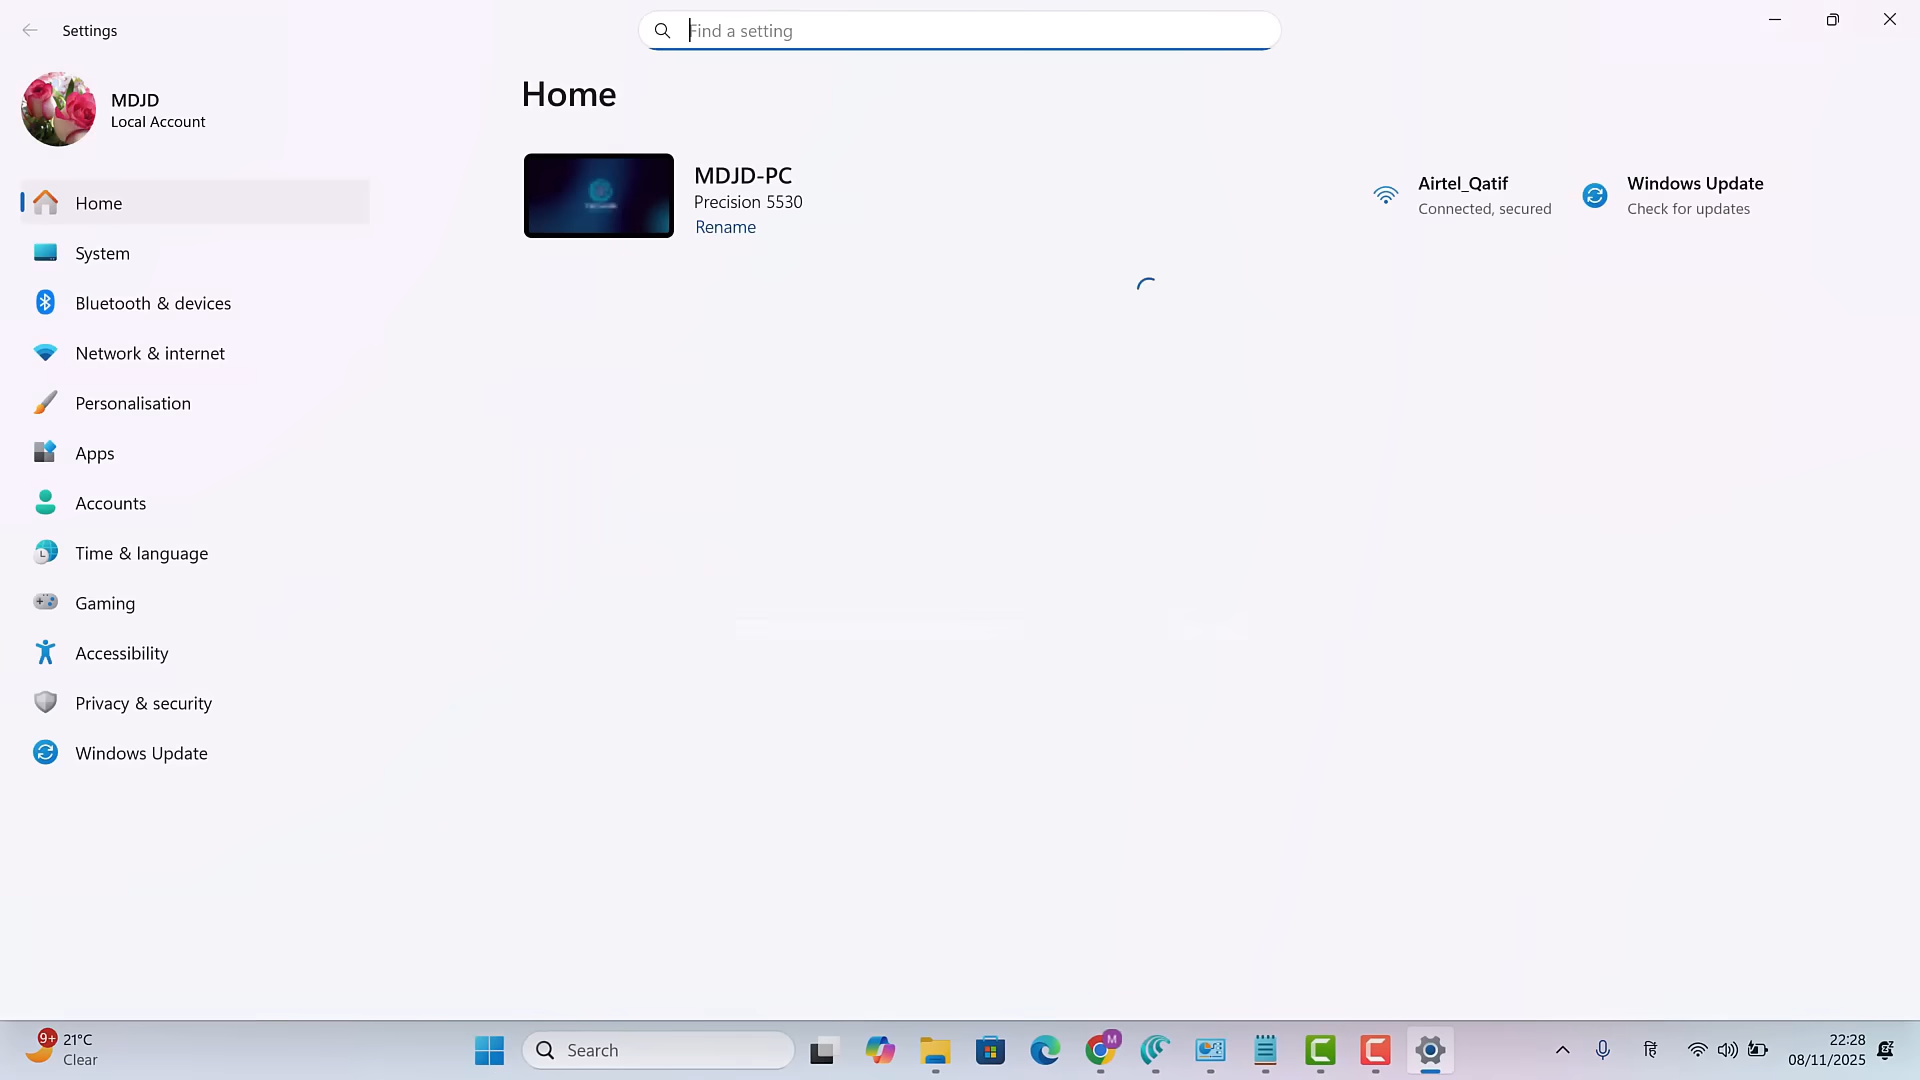 Settings
Find a setting
MDJD
Local Account
Home
System
Bluetooth & devices
Network & internet
Personalisation
Apps
Accounts
Time & language
Gaming
Accessibility
Privacy & security
Windows Update
Home
MDJD-PC
Precision 5530
Rename
Airtel_Qatif
Connected, secured
Windows Update
Check for updates
9+
21°C
Clear
Search
M
हिं
22:28
08/11/2025